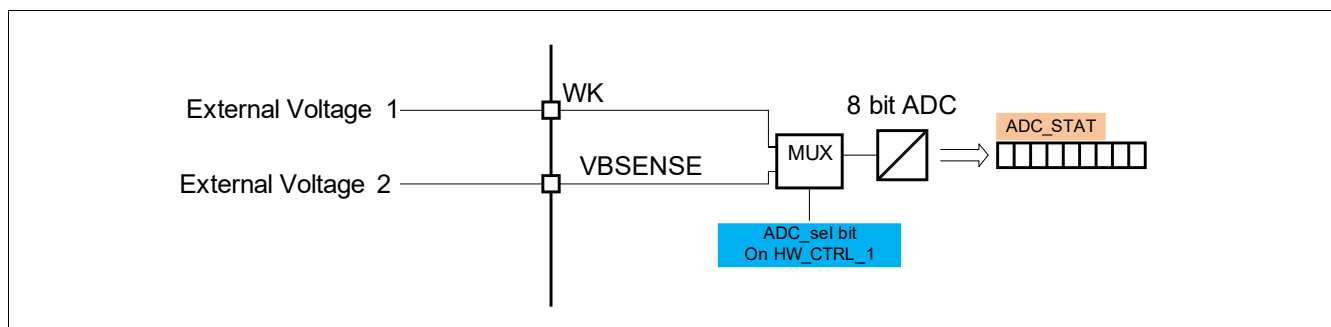 WK
8 bit ADC
External Voltage 1
ADC_STAT
MUX
VBSENSE
External Voltage 2
ADC_sel bit
On HW_CTRL_1